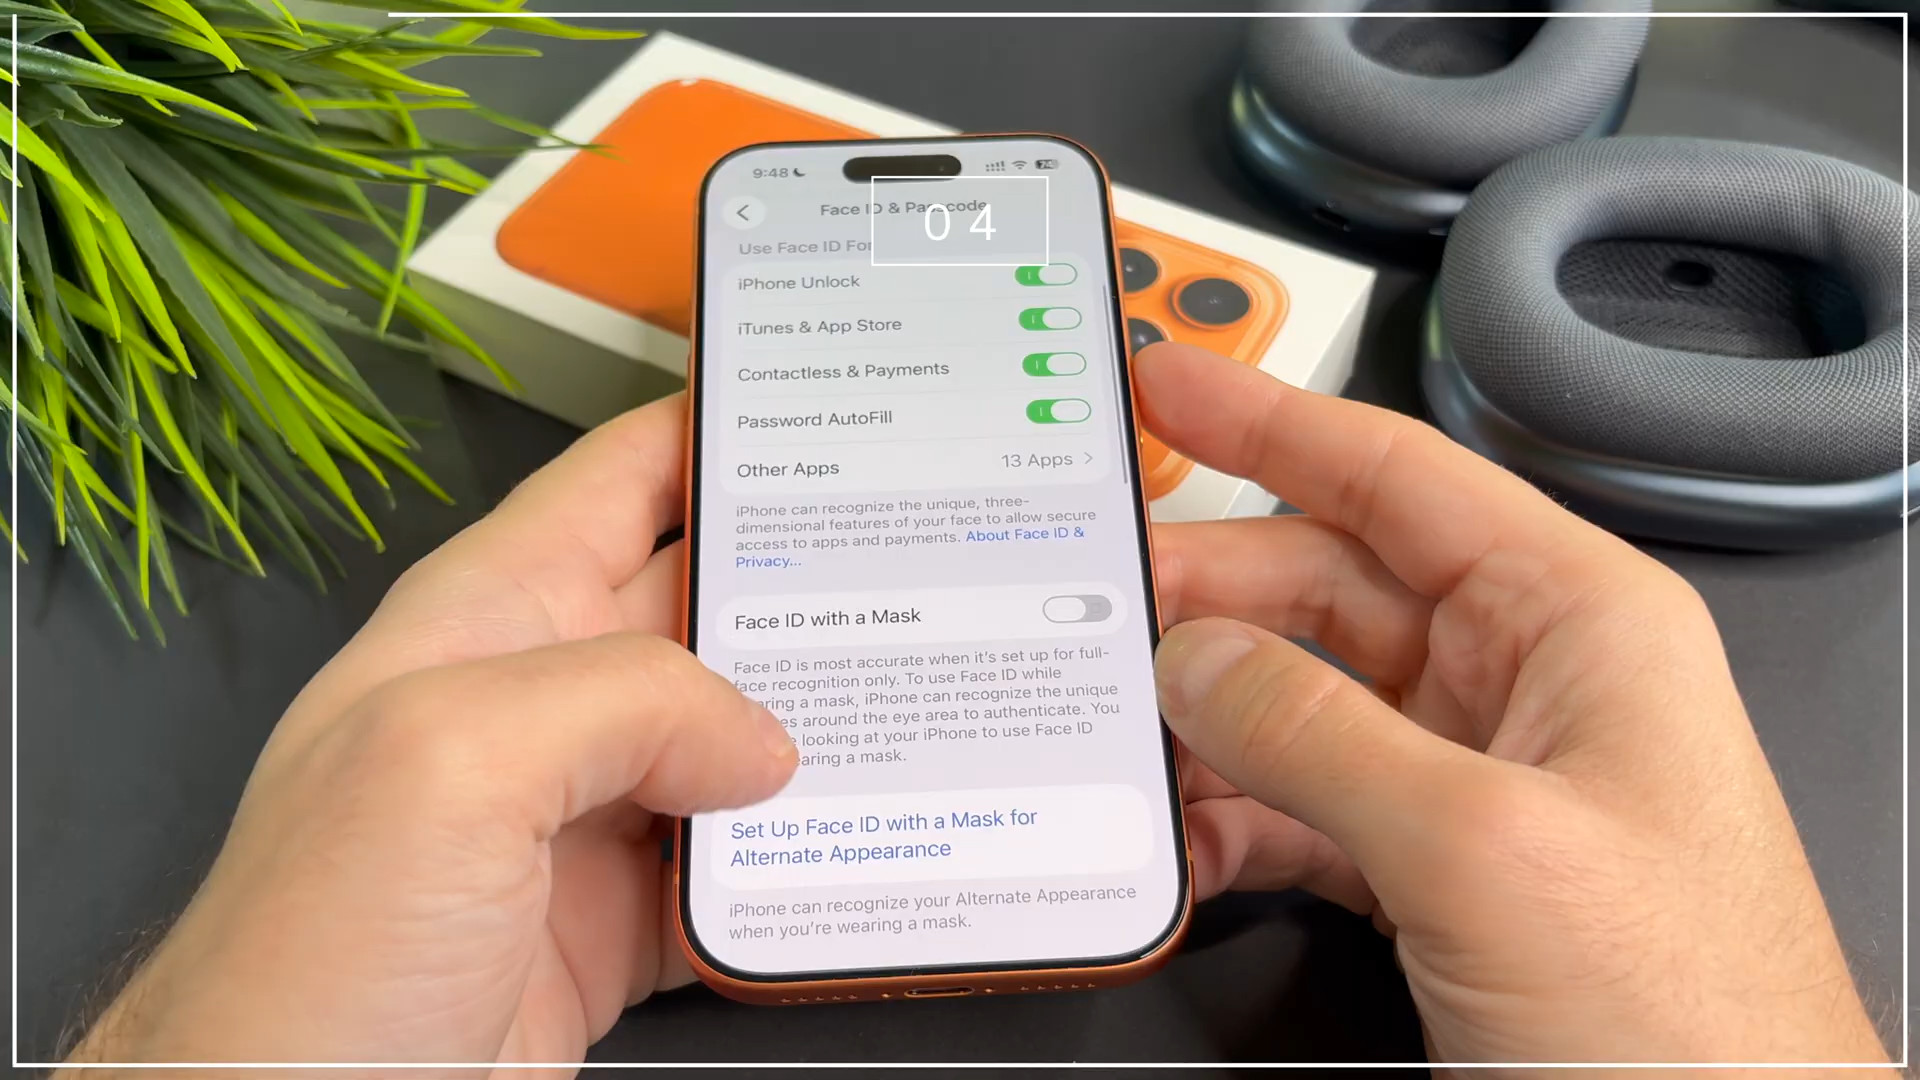 9:48
74
Face ID & Passcode
04
Use Face ID For
iPhone Unlock
iTunes & App Store
Contactless & Payments
Password AutoFill
Other Apps 13 Apps
iPhone can recognize the unique, three-
dimensional features of your face to allow secure
access to apps and payments. About Face ID &
Privacy...
Face ID with a Mask
Face ID is most accurate when it's set up for full-
face recognition only. To use Face ID while
aring a mask, iPhone can recognize the unique
es around the eye area to authenticate. You
looking at your iPhone to use Face ID
earing a mask.
Set Up Face ID with a Mask for
Alternate Appearance
iPhone can recognize your Alternate Appearance
when you're wearing a mask.